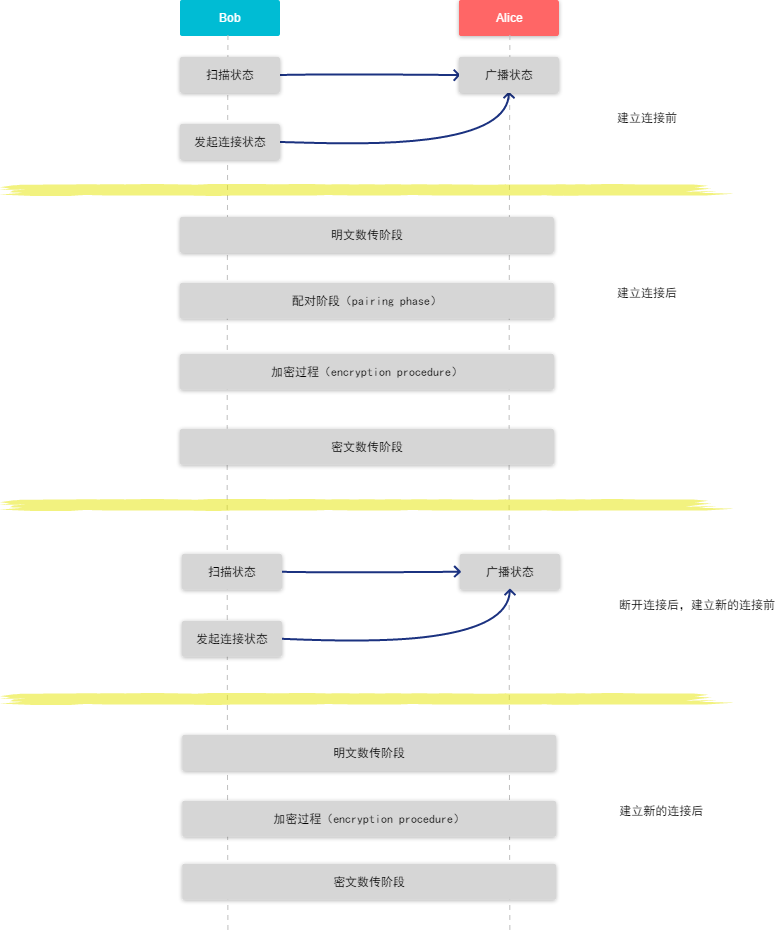 Bob
Alice
扫描状态
广播状态
建立连接前
发起连接状态
明文数传阶段
建立连接后
配对阶段（pairing phase）
加密过程（encryption procedure）
密文数传阶段
扫描状态
广播状态
断开连接后，建立新的连接前
发起连接状态
明文数传阶段
建立新的连接后
加密过程（encryption procedure）
密文数传阶段